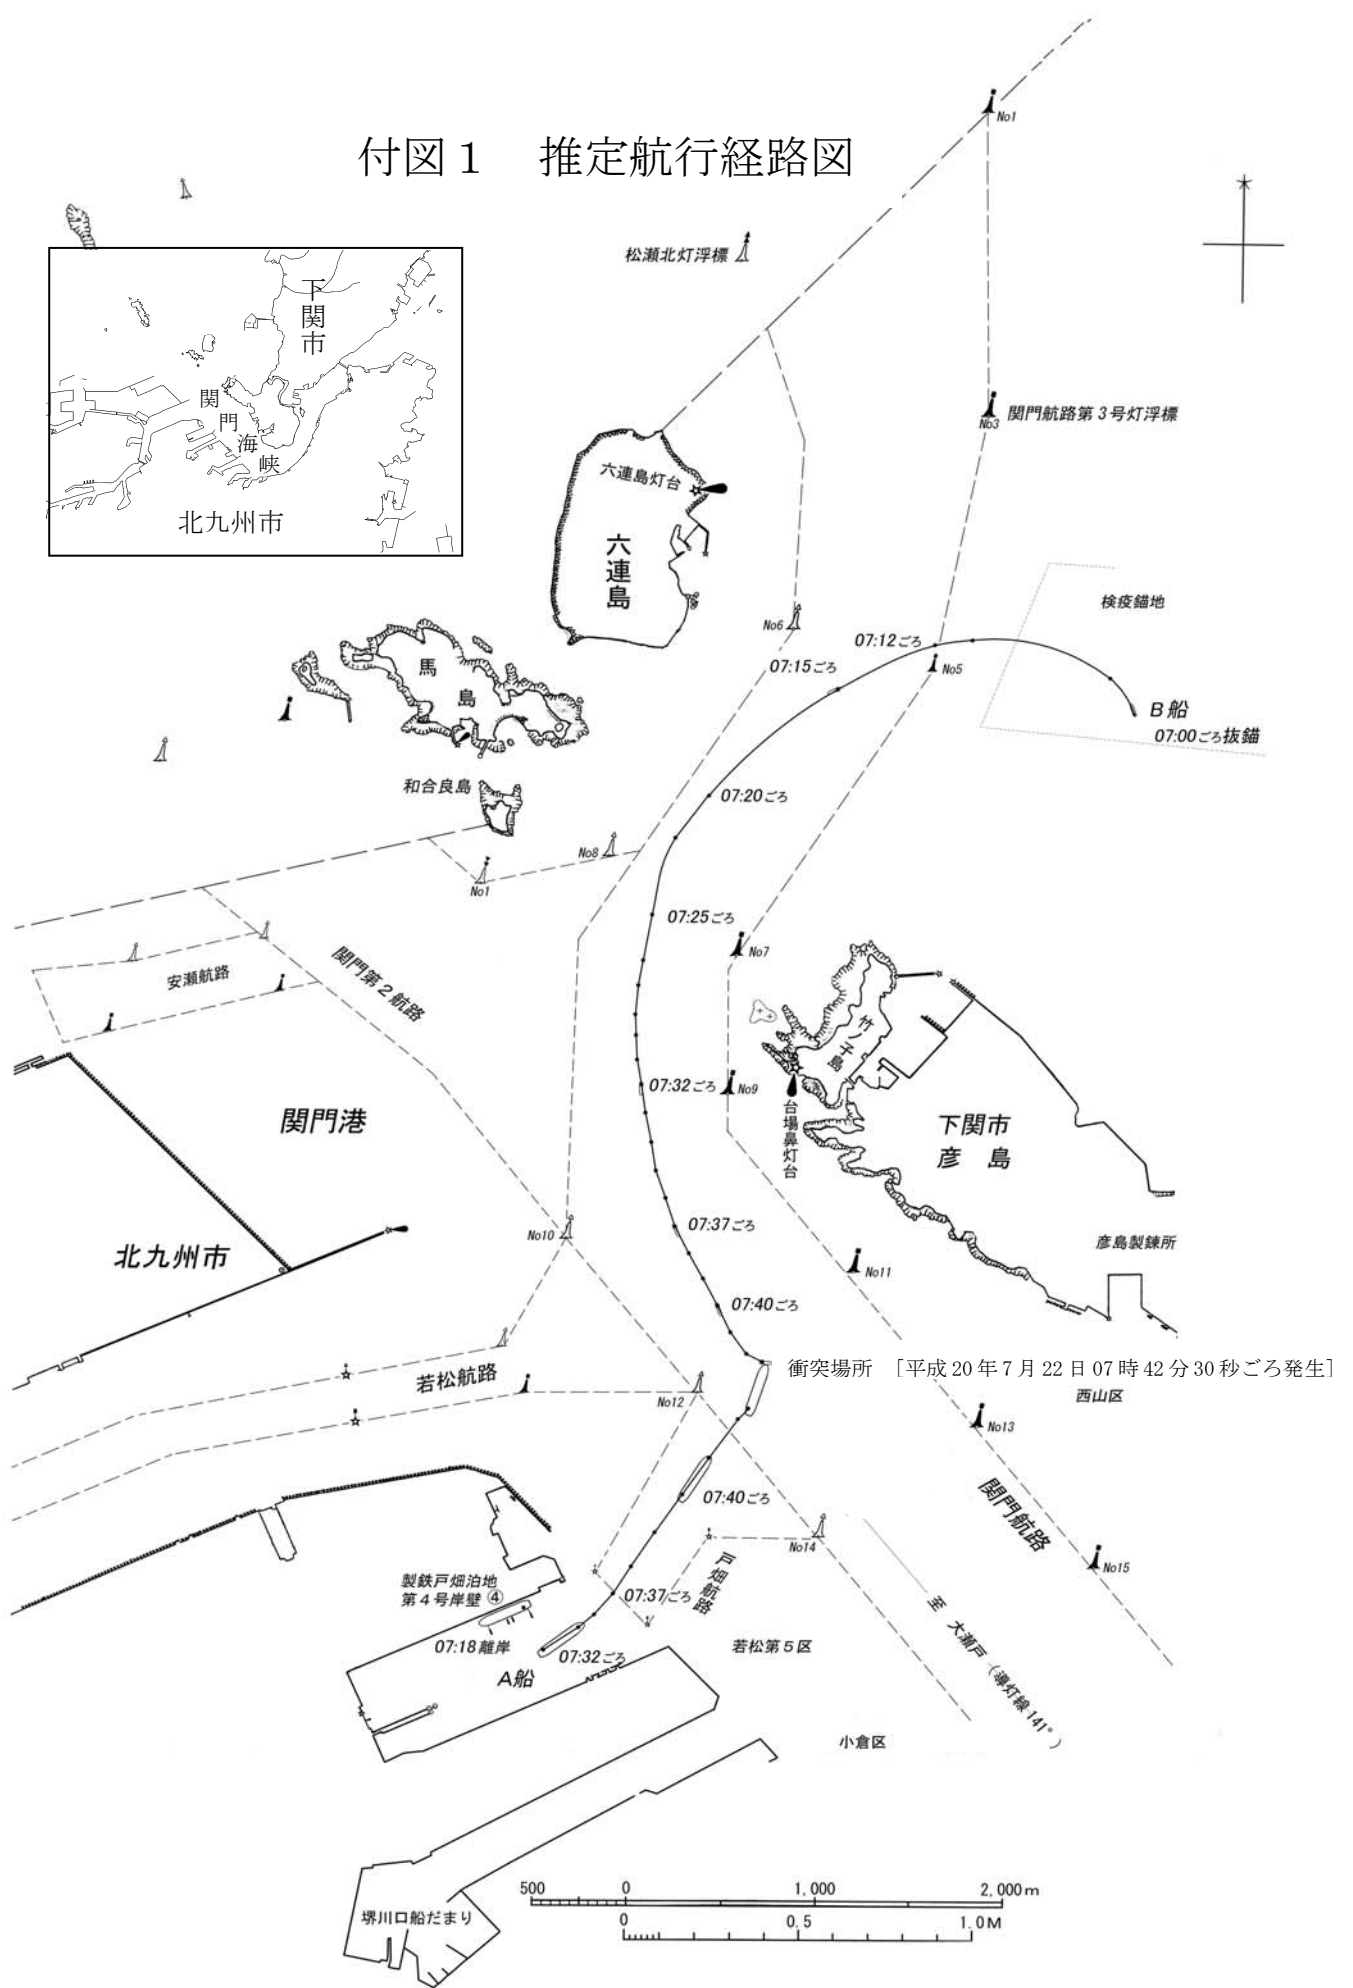 付図１　推定航行経路図
No1
松瀬北灯浮標
下関市
関門海峡
北九州市
No3
関門航路第３号灯浮標
六連島灯台
六連島
検疫錨地
No6
07:12ごろ
07:15ごろ
No5
馬島
B船
07:00ごろ抜錨
和合良島
07:20ごろ
No8
No1
07:25ごろ
No7
安瀬航路
関門第２航路
竹ノ子島
07:32ごろ
No9
台場鼻灯台
関門港
下関市
彦島
07:37ごろ
No10
北九州市
彦島製錬所
No11
07:40ごろ
衝突場所　［平成20年7月22日07時42分30秒ごろ発生］
若松航路
No12
西山区
No13
07:40ごろ
関門航路
No14
No15
戸畑航路
製鉄戸畑泊地
第４号岸壁 ④
07:37ごろ
07:18離岸
07:32ごろ
若松第５区
A船
至　大瀬戸（導灯線141°）
小倉区
500 0 1,000 2,000m
0 0.5 1.0M
堺川口船だまり